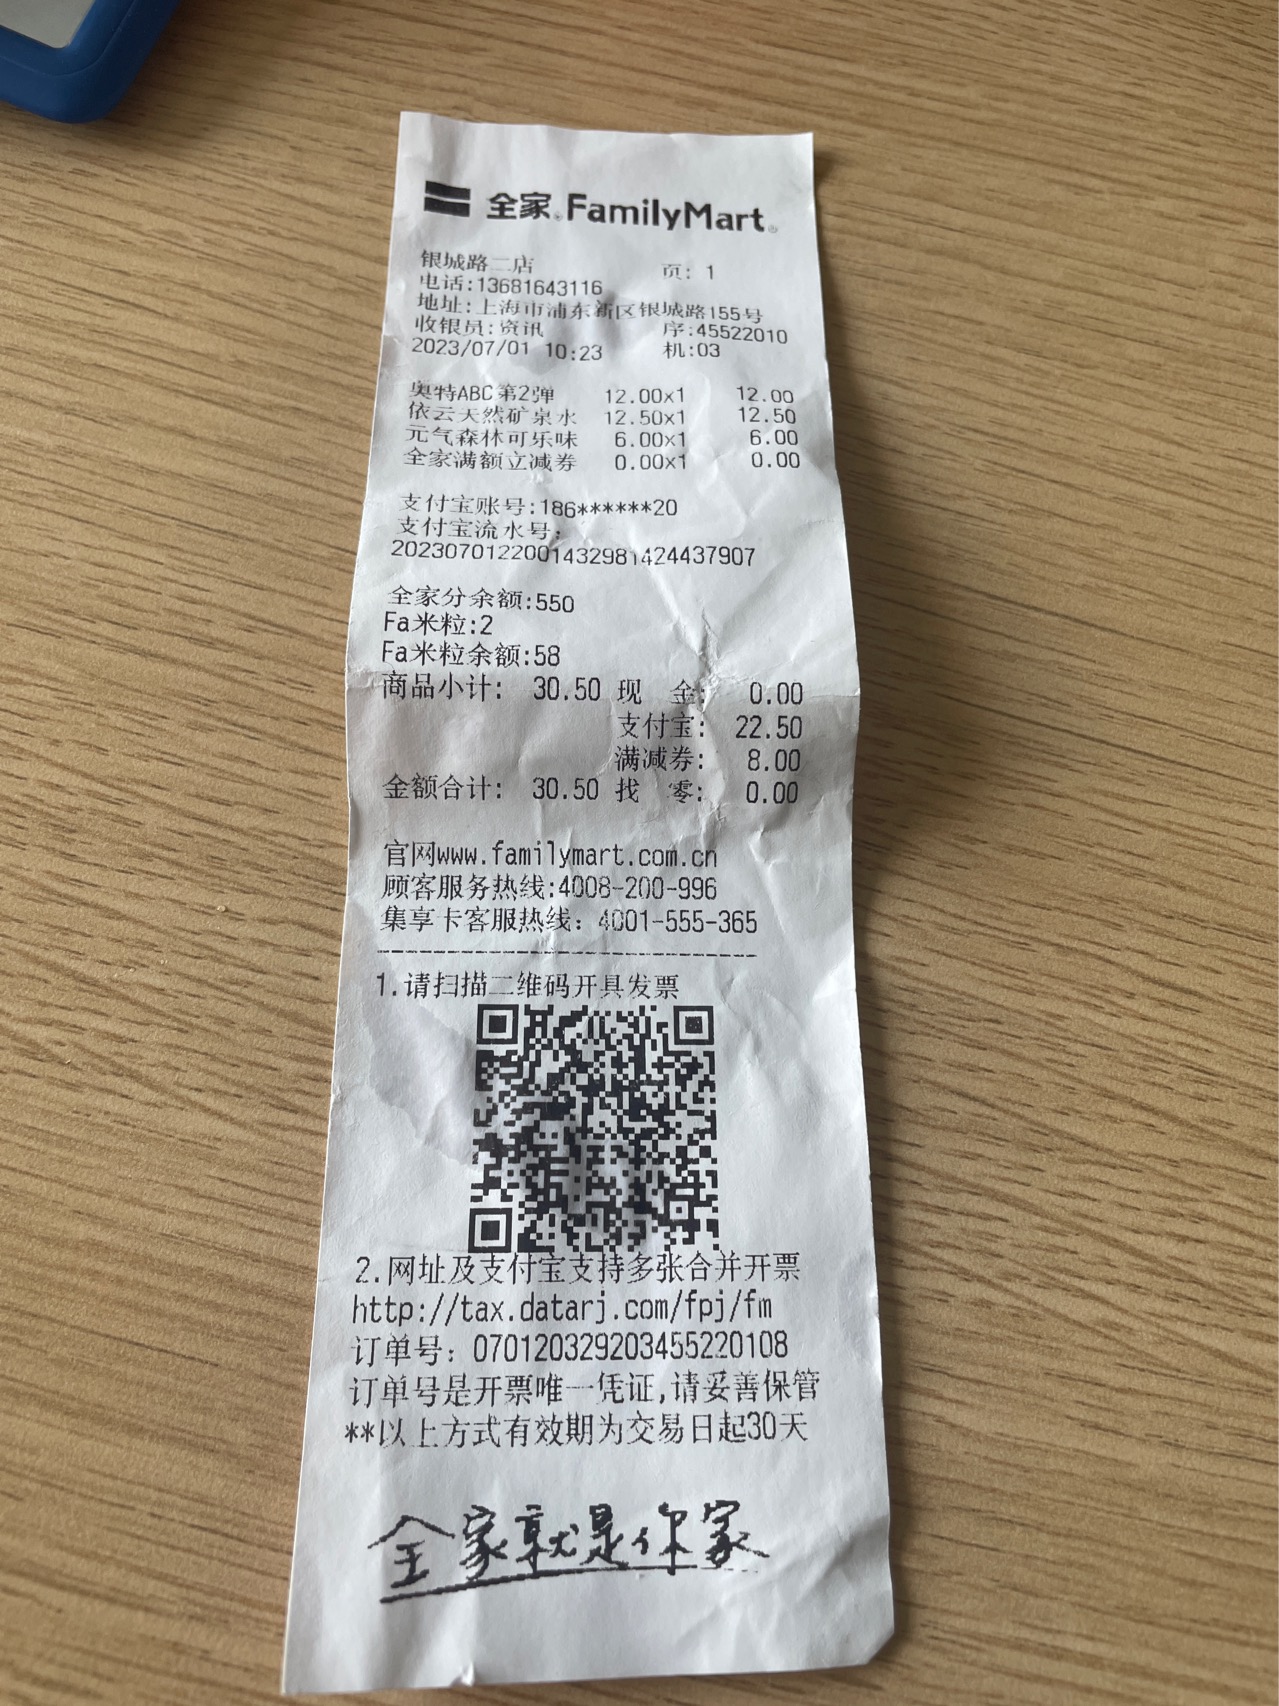 全家 FamilyMart
银城路二店 页: 1
电话:13681643116
地址:上海市浦东新区银城路155号
收银员:资讯 序:45522010
2023/07/01 10:23 机:03
奥特ABC第2弹 12.00x1 12.00
依云天然矿泉水 12.50x1 12.50
元气森林可乐味 6.00x1 6.00
全家满额立减券 0.00x1 0.00
支付宝账号:186******20
支付宝流水号:
2023070122001432981424437907
全家分余额:550
Fa米粒:2
Fa米粒余额:58
商品小计: 30.50 现 金: 0.00
支付宝: 22.50
满减券: 8.00
金额合计: 30.50 找 零: 0.00
官网www.familymart.com.cn
顾客服务热线:4008-200-996
集享卡客服热线: 4001-555-365
1.请扫描二维码开具发票
2.网址及支付宝支持多张合并开票
http://tax.datarj.com/fpj/fm
订单号: 070120329203455220108
订单号是开票唯一凭证,请妥善保管
**以上方式有效期为交易日起30天
全家就是你家